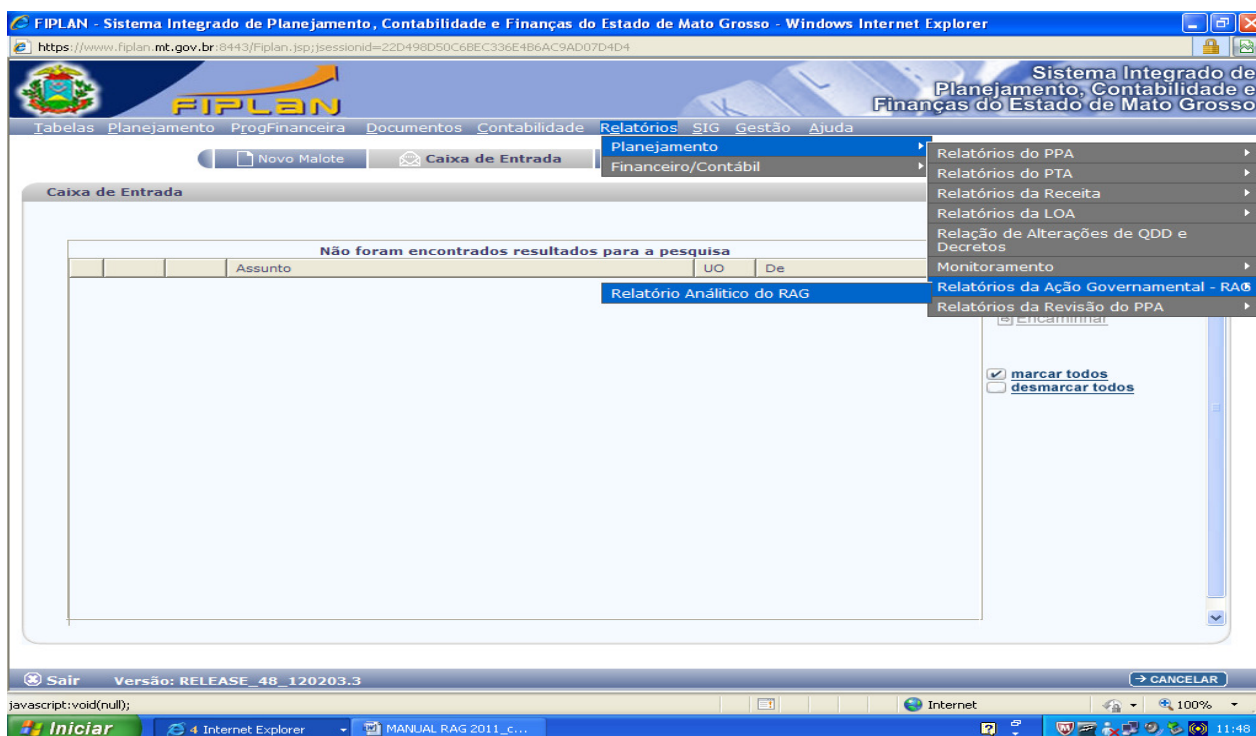 FIPLAN - Sistema Integrado de Planejamento, Contabilidade e Finanças do Estado de Mato Grosso - Windows Internet Explorer
https://www.fiplan.mt.gov.br:8443/Fiplan.jsp;jsessionid=22D498D50C6BEC336E4B6AC9AD07D4D4
Sistema Integrado de
Planejamento, Contabilidade e
Finanças do Estado de Mato Grosso
FIPLAN
Tabelas Planejamento ProgFinanceira Documentos Contabilidade Relatórios SIG Gestão Ajuda
Novo Malote Caixa de Entrada
Planejamento
Financeiro/Contábil
Relatórios do PPA
Relatórios do PTA
Relatórios da Receita
Relatórios da LOA
Relação de Alterações de QDD e
Decretos
Monitoramento
Relatórios da Ação Governamental - RAG
Relatórios da Revisão do PPA
Caixa de Entrada
Não foram encontrados resultados para a pesquisa
Assunto UO De
Relatório Análitico do RAG
Encaminhar
marcar todos
desmarcar todos
Sair Versão: RELEASE_48_120203.3 CANCELAR
javascript:void(null); Internet 100%
Iniciar 4 Internet Explorer MANUAL RAG 2011_c... 11:48